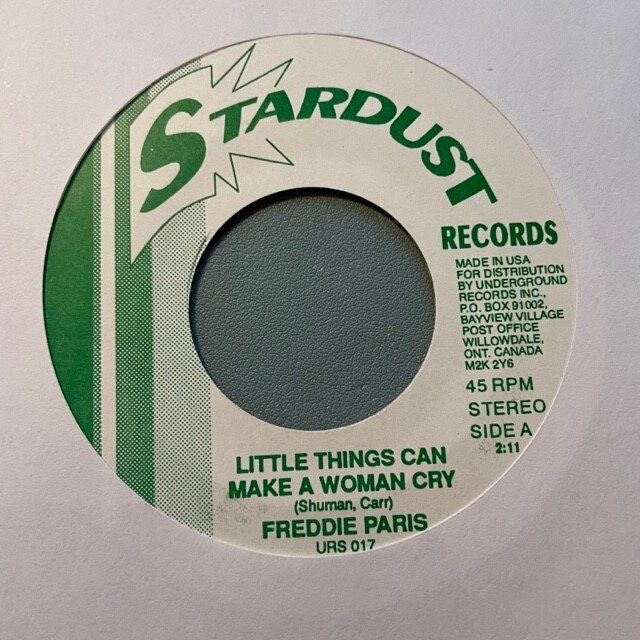 STARDUST
RECORDS
MADE IN USA
FOR DISTRIBUTION
BY UNDERGROUND
RECORDS INC.,
P.O. BOX 91002,
BAYVIEW VILLAGE
POST OFFICE
WILLOWDALE,
ONT. CANADA
M2K 2Y6
45 RPM
STEREO
SIDE A
2:11
LITTLE THINGS CAN
MAKE A WOMAN CRY
(Shuman, Carr)
FREDDIE PARIS
URS 017